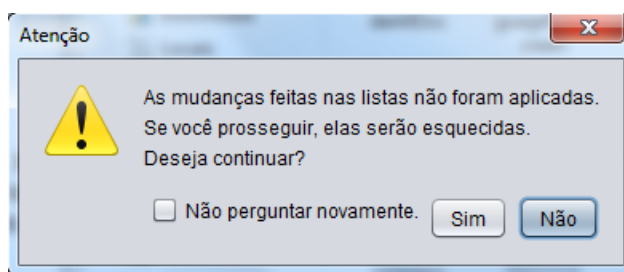 Atenção
As mudanças feitas nas listas não foram aplicadas.
Se você prosseguir, elas serão esquecidas.
Deseja continuar?
Não perguntar novamente.
Sim
Não